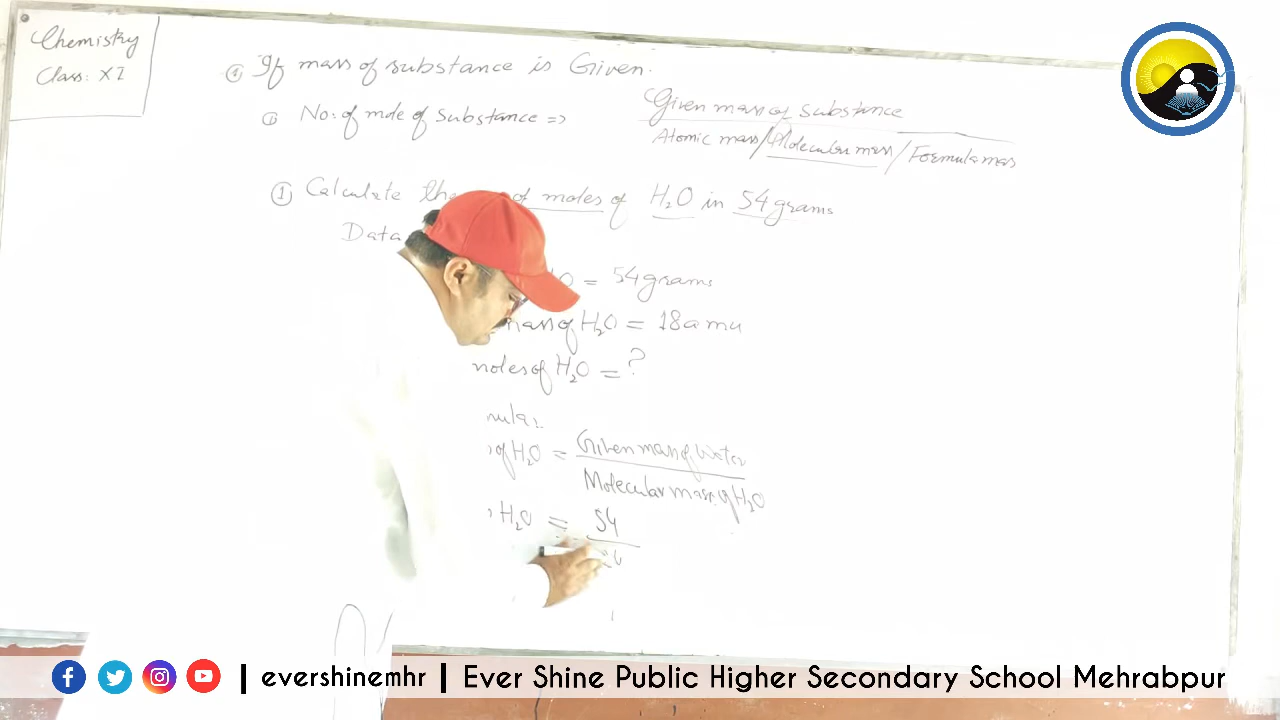 Chemistry
Class: XI
If mass of substance is Given.
① No: of mole of Substance =>
Given mass of substance
Atomic mass/Molecular mass/Formula mass
① Calculate the of moles of H₂O in 54 grams
Data
O = 54 grams
mass of H₂O = 18 amu
moles of H₂O = ?
of H₂O = Given mass of Water
Molecular mass of H₂O
H₂O = 54
| evershinemhr | Ever Shine Public Higher Secondary School Mehrabpur